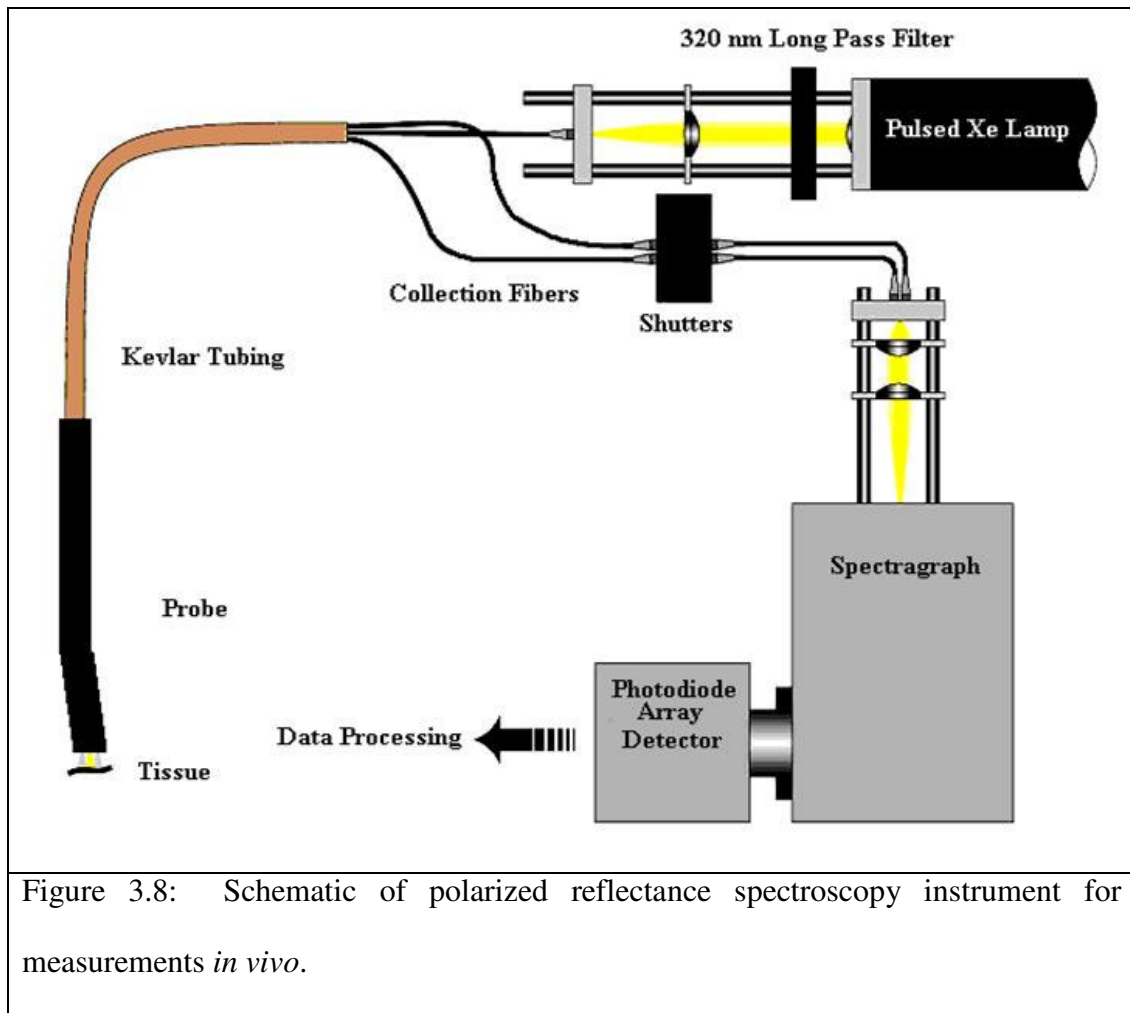 320 nm Long Pass Filter
Pulsed Xe Lamp
Collection Fibers
Shutters
Kevlar Tubing
Spectragraph
Probe
Photodiode
Array
Detector
Data Processing
Tissue
Figure 3.8: Schematic of polarized reflectance spectroscopy instrument for
measurements in vivo.